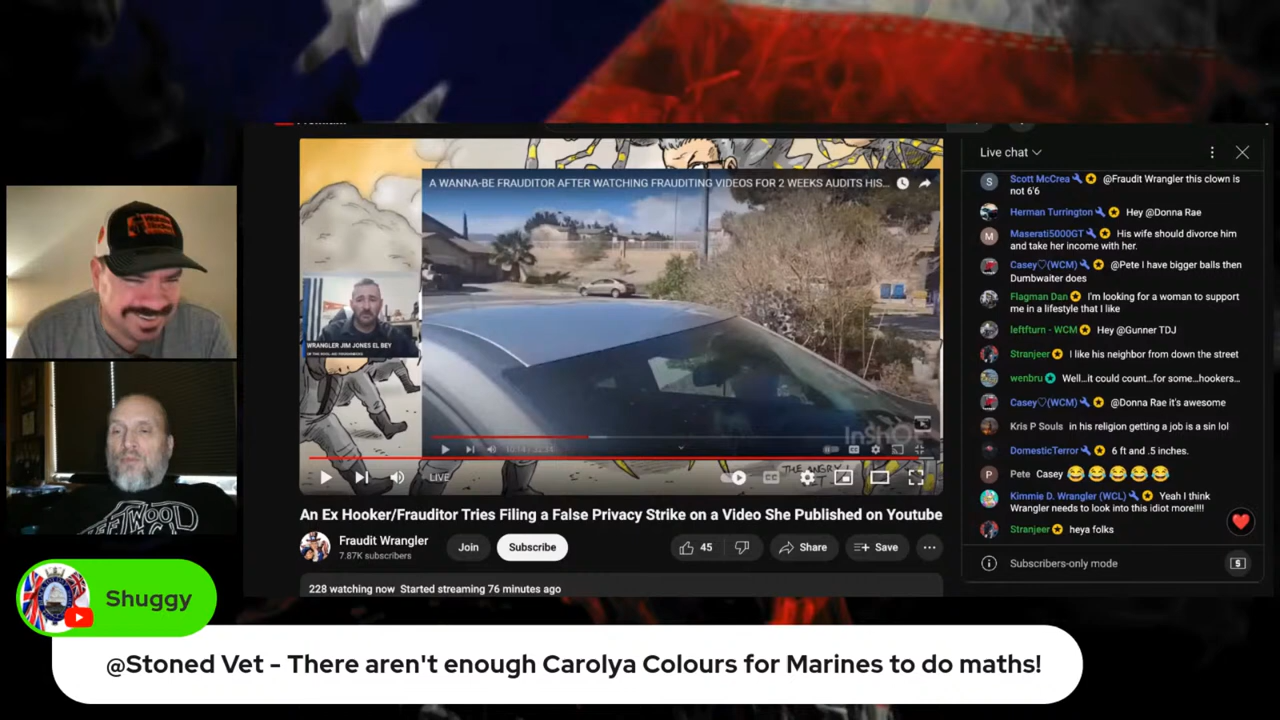 Live chat
A WANNA-BE FRAUDITOR AFTER WATCHING FRAUDITING VIDEOS FOR 2 WEEKS AUDITS HIS...
Scott McCrea @Fraudit Wrangler this clown is
not 6'6
Herman Turrington Hey @Donna Rae
Maserati5000GT His wife should divorce him
and take her income with her.
Casey♡(WCM) @Pete I have bigger balls then
Dumbwaiter does
Flagman Dan I'm looking for a woman to support
me in a lifestyle that I like
leftfturn - WCM Hey @Gunner TDJ
Stranjeer I like his neighbor from down the street
wenbru Well...it could count...for some...hookers...
Casey♡(WCM) @Donna Rae it's awesome
Kris P Souls in his religion getting a job is a sin lol
DomesticTerror 6 ft and .5 inches.
Pete Casey 😂😂😂😂😂
Kimmie D. Wrangler (WCL) Yeah I think
Wrangler needs to look into this idiot more!!!!
Stranjeer heya folks
Subscribers-only mode
WRANGLER JIM JONES EL BEY
InSh
10:14 / 32:24
LIVE
THE ANGRY
An Ex Hooker/Frauditor Tries Filing a False Privacy Strike on a Video She Published on Youtube
Fraudit Wrangler
7.87K subscribers
Join
Subscribe
45
Share
Save
228 watching now Started streaming 76 minutes ago
Shuggy
@Stoned Vet - There aren't enough Carolya Colours for Marines to do maths!